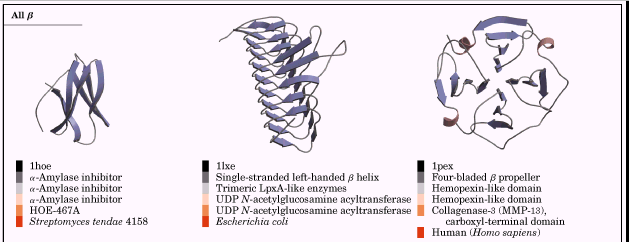 All β
1hoe
α-Amylase inhibitor
α-Amylase inhibitor
α-Amylase inhibitor
HOE-467A
Streptomyces tendae 4158
1lxe
Single-stranded left-handed β helix
Trimeric LpxA-like enzymes
UDP N-acetylglucosamine acyltransferase
UDP N-acetylglucosamine acyltransferase
Escherichia coli
1pex
Four-bladed β propeller
Hemopexin-like domain
Hemopexin-like domain
Collagenase-3 (MMP-13),
carboxyl-terminal domain
Human (Homo sapiens)